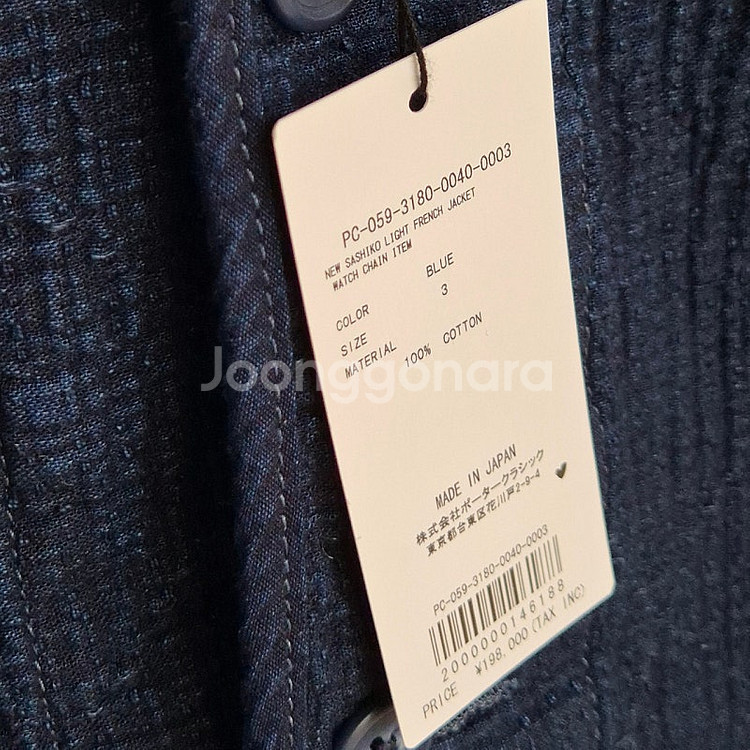 PC-059-3180-0040-0003
NEW SASHIKO LIGHT FRENCH JACKET
WATCH CHAIN ITEM
COLOR BLUE
SIZE 3
MATERIAL 100% COTTON
Joonggonara
MADE IN JAPAN
株式会社ポータークラシック
東京都台東区花川戸2-9-4
PC-059-3180-0040-0003
2000000146188
PRICE ¥198,000(TAX INC)